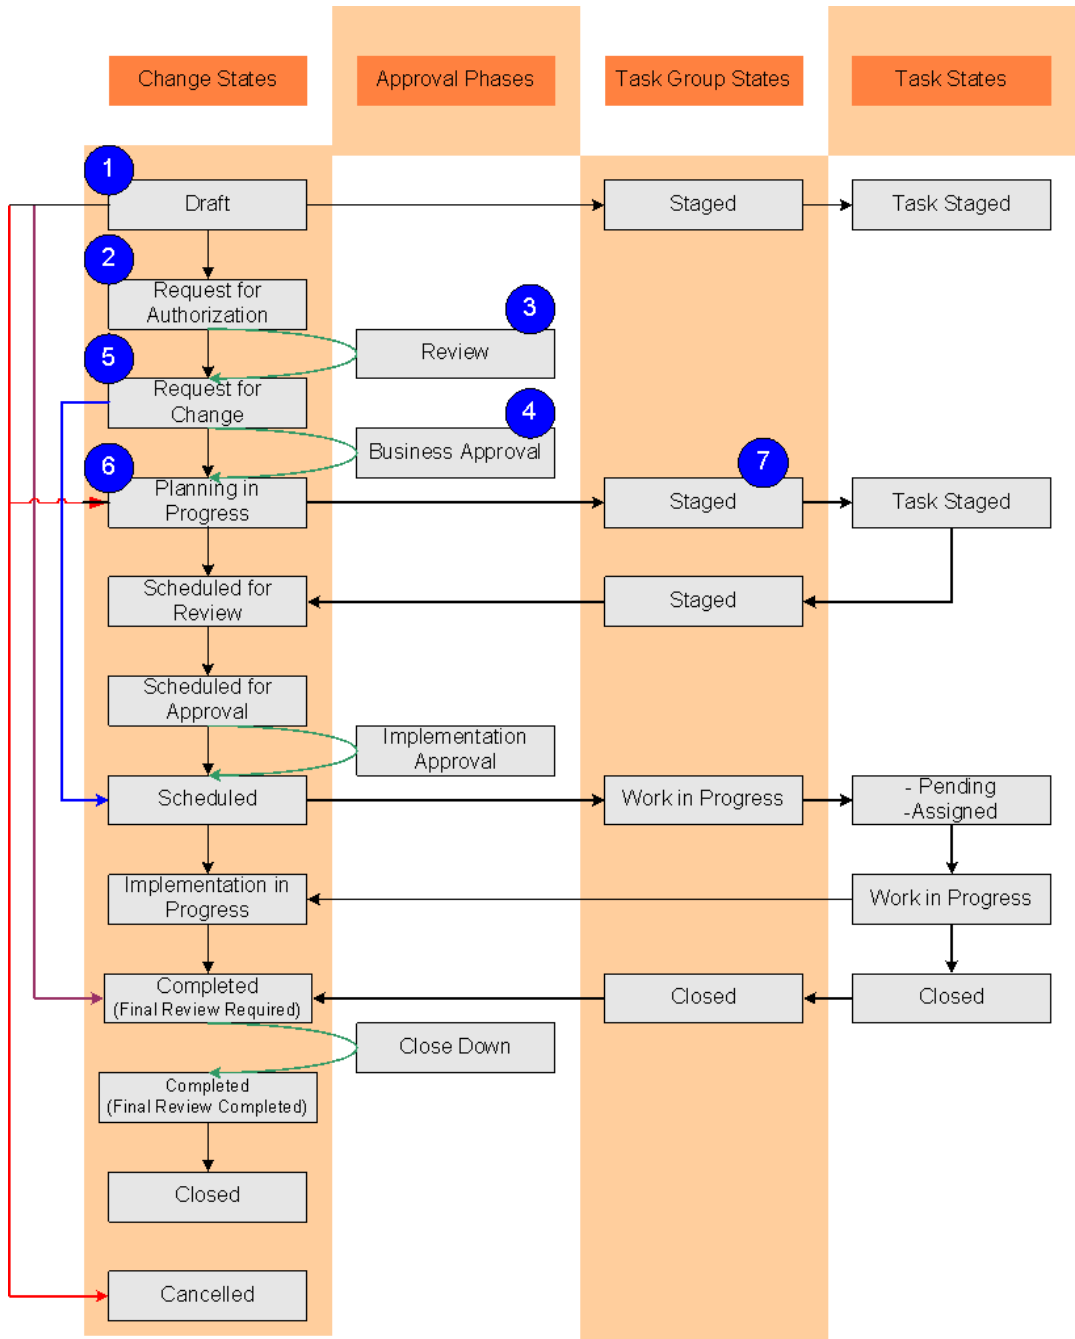 Change States
Approval Phases
Task Group States
Task States
1
Draft
Staged
Task Staged
2
Request for
Authorization
3
Review
5
Request for
Change
4
Business Approval
6
Planning in
Progress
7
Staged
Task Staged
Scheduled for
Review
Staged
Scheduled for
Approval
Implementation
Approval
Scheduled
Work in Progress
- Pending
-Assigned
Implementation in
Progress
Work in Progress
Completed
(Final Review Required)
Closed
Closed
Close Down
Completed
(Final Review Completed)
Closed
Cancelled